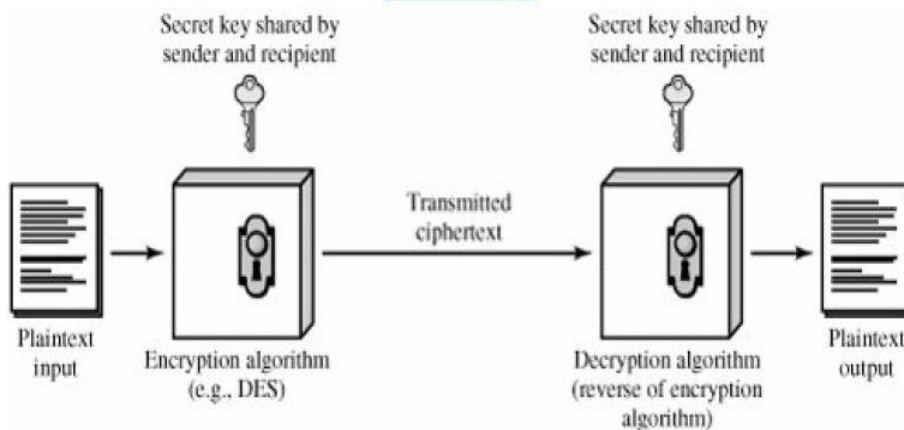 Secret key shared by
sender and recipient
Secret key shared by
sender and recipient
Transmitted
ciphertext
Plaintext
input
Encryption algorithm
(e.g., DES)
Decryption algorithm
(reverse of encryption
algorithm)
Plaintext
output